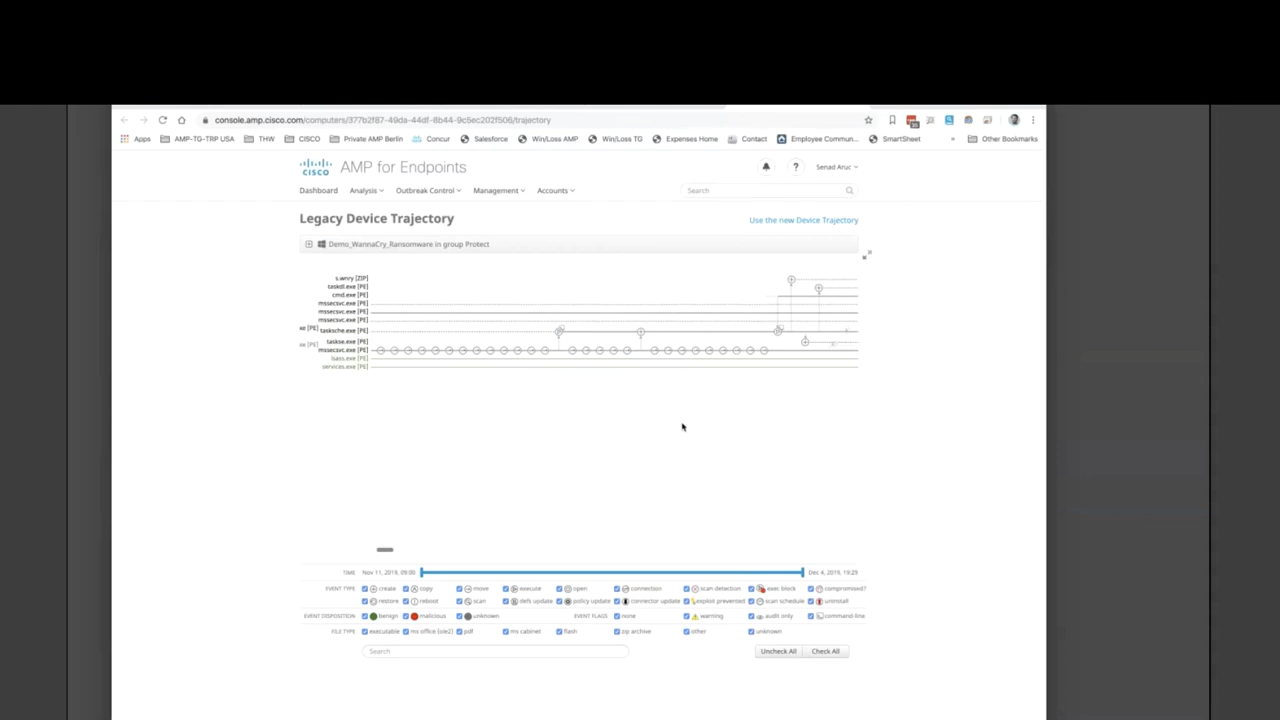 console.amp.cisco.com/computers/377b2f87-49da-44df-8b44-9c5ec202f506/trajectory
Apps AMP-TG-TRP USA THW CISCO Private AMP Berlin Concur Salesforce Win/Loss AMP Win/Loss TG Expenses Home Contact Employee Commun... SmartSheet » Other Bookmarks
CISCO AMP for Endpoints ? Senad Aruc
Dashboard Analysis Outbreak Control Management Accounts Search
Legacy Device Trajectory Use the new Device Trajectory
Demo_WannaCry_Ransomware in group Protect
s.wnry [ZIP]
taskdl.exe [PE]
cmd.exe [PE]
mssecsvc.exe [PE]
mssecsvc.exe [PE]
mssecsvc.exe [PE]
xe [PE] tasksche.exe [PE]
taskse.exe [PE]
xe [PE] mssecsvc.exe [PE]
lsass.exe [PE]
services.exe [PE]
TIME Nov 11, 2019, 09:00 Dec 4, 2019, 19:29
EVENT TYPE create copy move execute open connection scan detection exec block compromised?
restore reboot scan defs update policy update connector update exploit prevented scan schedule uninstall
EVENT DISPOSITION benign malicious unknown EVENT FLAGS none warning audit only command-line
FILE TYPE executable ms office (ole2) pdf ms cabinet flash zip archive other unknown
Search Uncheck All Check All